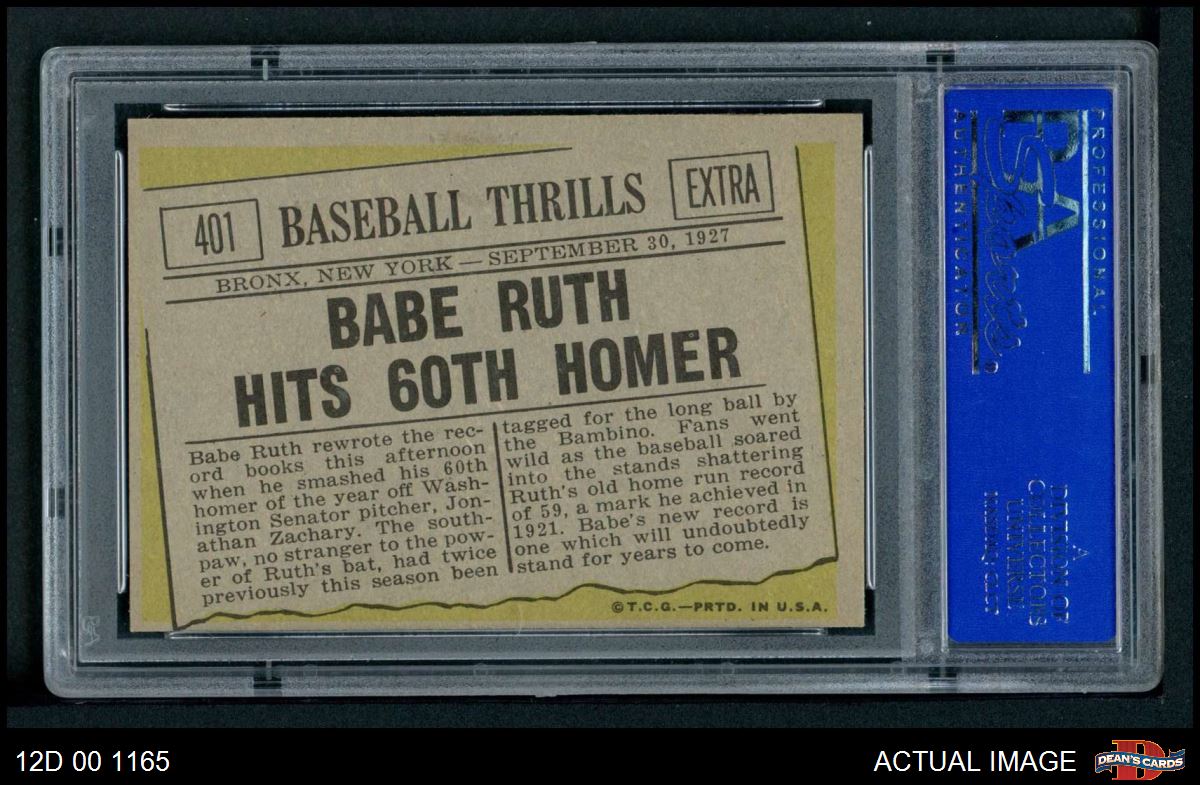 401
BASEBALL THRILLS
EXTRA
BRONX, NEW YORK — SEPTEMBER 30, 1927
BABE RUTH
HITS 60TH HOMER
Babe Ruth rewrote the rec-
ord books this afternoon
when he smashed his 60th
homer of the year off Wash-
ington Senator pitcher, Jon-
athan Zachary. The south-
paw, no stranger to the pow-
er of Ruth's bat, had twice
previously this season been
tagged for the long ball by
the Bambino. Fans went
wild as the baseball soared
into the stands shattering
Ruth's old home run record
of 59, a mark he achieved in
1921. Babe's new record is
one which will undoubtedly
stand for years to come.
©T.C.G.—PRTD. IN U.S.A.
PROFESSIONAL
PSA
AUTHENTICATOR
A
DIVISION OF
COLLECTORS
UNIVERSE
NASDAQ: CLCT
12D 00 1165
ACTUAL IMAGE
D
DEAN'S CARDS